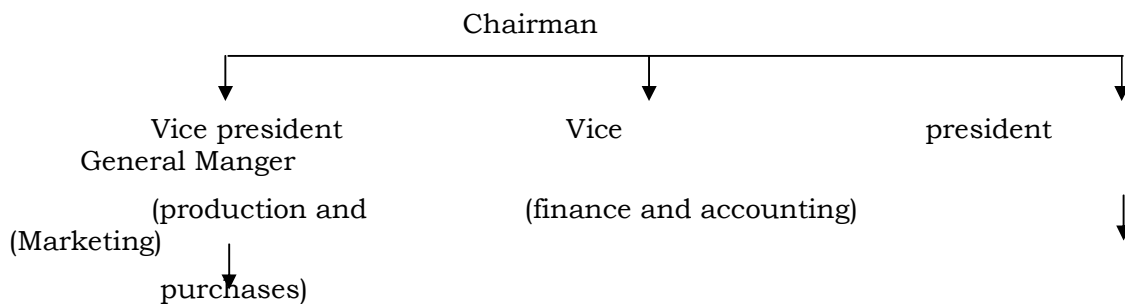 Chairman
Vice president Vice president
General Manger
(production and (finance and accounting)
(Marketing)
purchases)